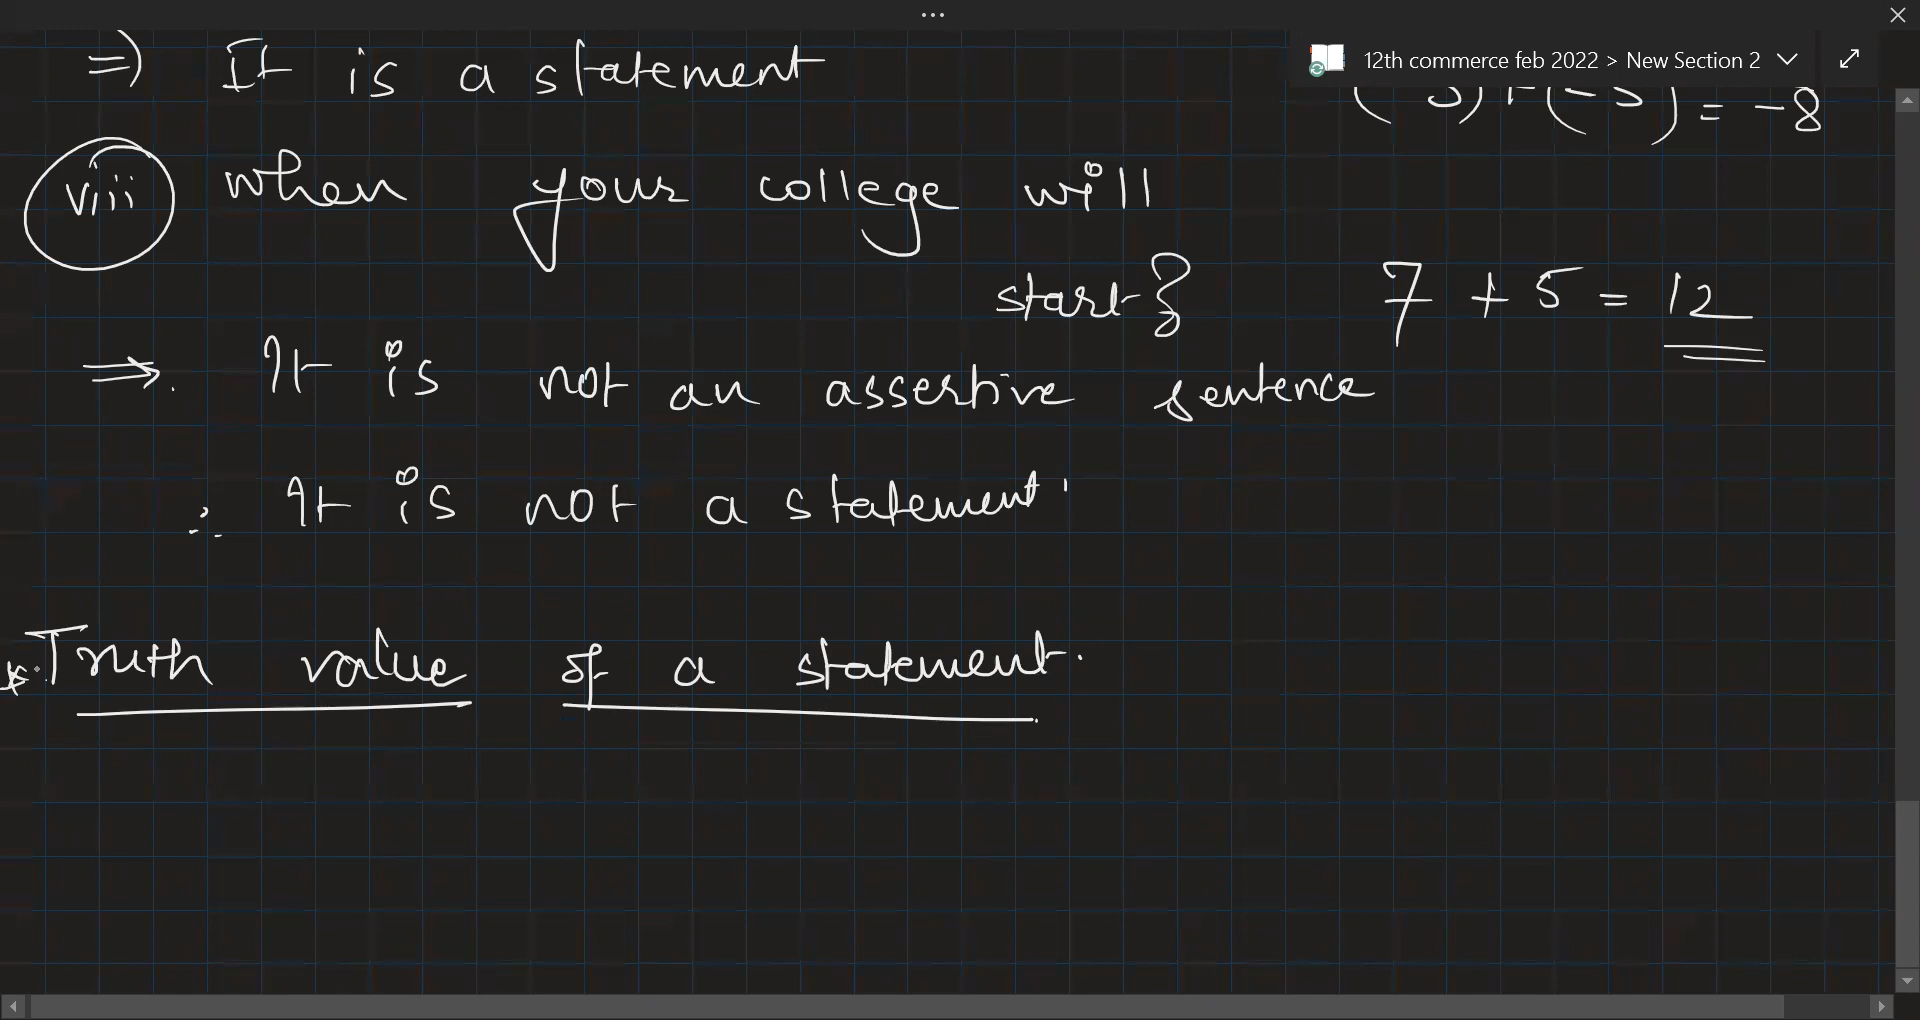 =) It is a statement
12th commerce feb 2022 > New Section 2
= -8
viii when your college will
start?
7 + 5 = 12
⇒. It is not an assertive sentence
∴ It is not a statement.
* Truth value of a statement.